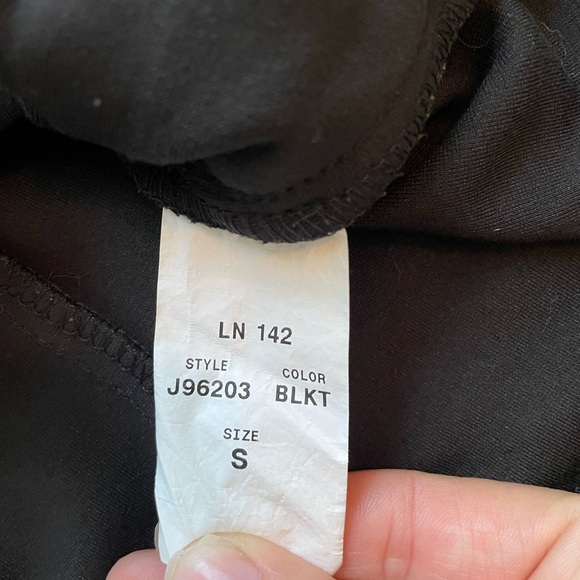 LN 142
STYLE COLOR
J96203 BLKT
SIZE
S